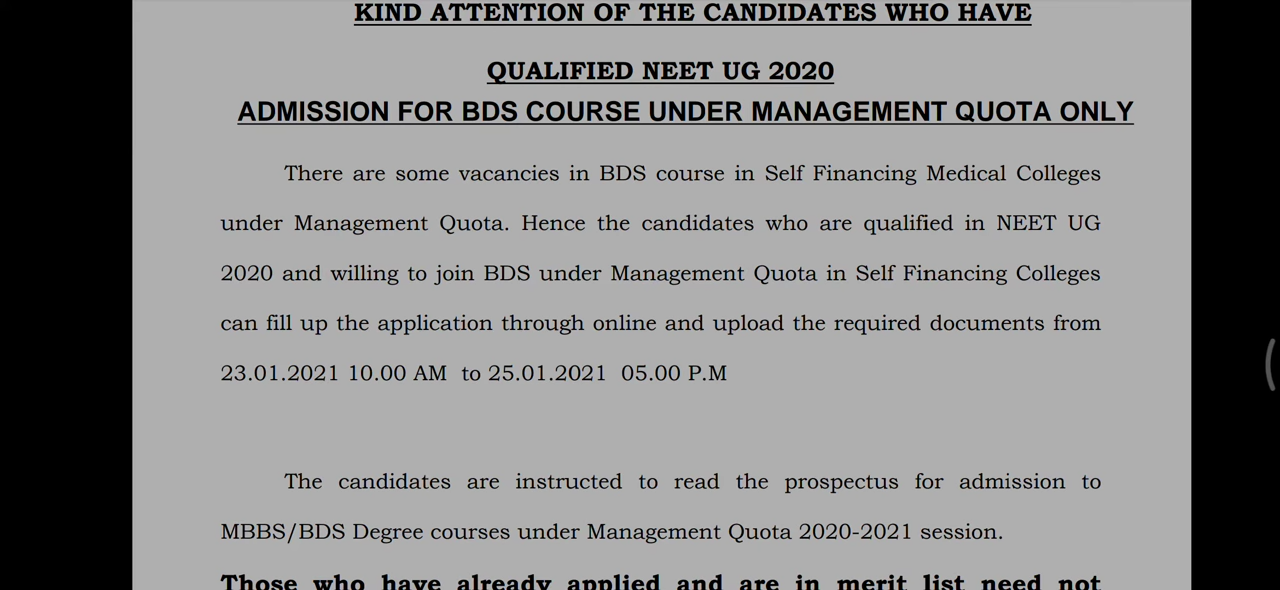 KIND ATTENTION OF THE CANDIDATES WHO HAVE
QUALIFIED NEET UG 2020
ADMISSION FOR BDS COURSE UNDER MANAGEMENT QUOTA ONLY
There are some vacancies in BDS course in Self Financing Medical Colleges
under Management Quota. Hence the candidates who are qualified in NEET UG
2020 and willing to join BDS under Management Quota in Self Financing Colleges
can fill up the application through online and upload the required documents from
23.01.2021 10.00 AM to 25.01.2021 05.00 P.M
The candidates are instructed to read the prospectus for admission to
MBBS/BDS Degree courses under Management Quota 2020-2021 session.
Those who have already applied and are in merit list need not